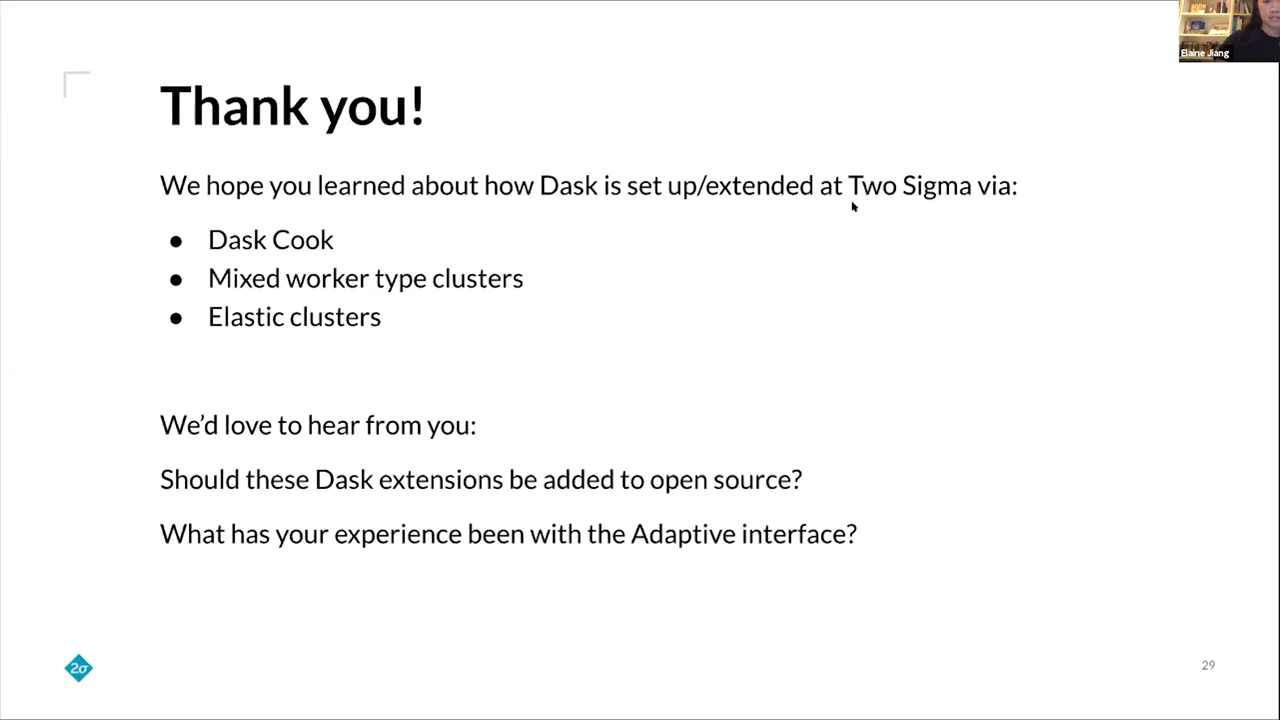 Elaine Jiang
Thank you!
We hope you learned about how Dask is set up/extended at Two Sigma via:
● Dask Cook
● Mixed worker type clusters
● Elastic clusters
We’d love to hear from you:
Should these Dask extensions be added to open source?
What has your experience been with the Adaptive interface?
2σ
29